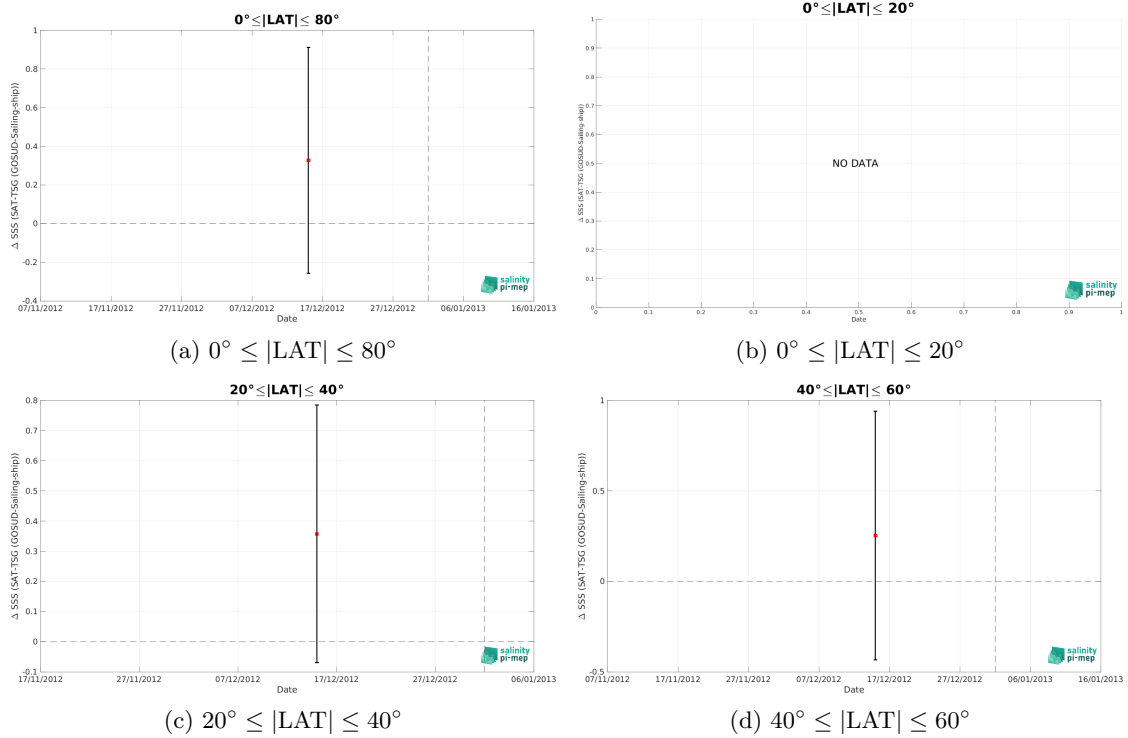 0°≤|LAT|≤ 80°
1
0.8
0.6
0.4
0.2
0
-0.2
-0.4
Δ SSS (SAT-TSG (GOSUD-Sailing-ship))
07/11/2012 17/11/2012 27/11/2012 07/12/2012 17/12/2012 27/12/2012 06/01/2013 16/01/2013
Date
salinity
pi-mep
(a) 0° ≤ |LAT| ≤ 80°
0°≤|LAT|≤ 20°
1
0.9
0.8
0.7
0.6
0.5
0.4
0.3
0.2
0.1
0
Δ SSS (SAT-TSG (GOSUD-Sailing-ship))
NO DATA
0 0.1 0.2 0.3 0.4 0.5 0.6 0.7 0.8 0.9 1
Date
salinity
pi-mep
(b) 0° ≤ |LAT| ≤ 20°
20°≤|LAT|≤ 40°
0.8
0.7
0.6
0.5
0.4
0.3
0.2
0.1
0
-0.1
Δ SSS (SAT-TSG (GOSUD-Sailing-ship))
17/11/2012 27/11/2012 07/12/2012 17/12/2012 27/12/2012 06/01/2013
Date
salinity
pi-mep
(c) 20° ≤ |LAT| ≤ 40°
40°≤|LAT|≤ 60°
1
0.5
0
-0.5
Δ SSS (SAT-TSG (GOSUD-Sailing-ship))
07/11/2012 17/11/2012 27/11/2012 07/12/2012 17/12/2012 27/12/2012 06/01/2013 16/01/2013
Date
salinity
pi-mep
(d) 40° ≤ |LAT| ≤ 60°